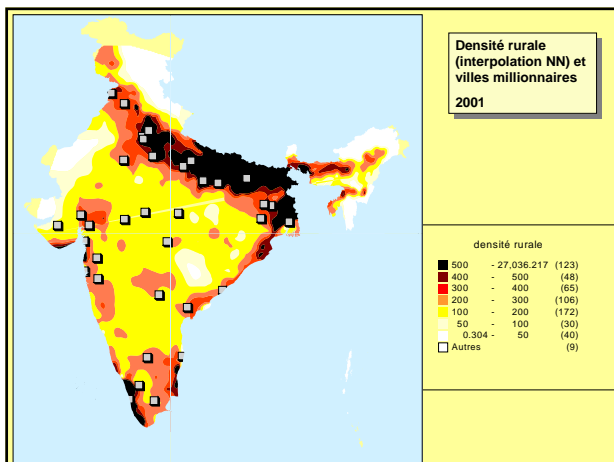 Densité rurale
(interpolation NN) et
villes millionnaires
2001
densité rurale
500 - 27,036.217 (123)
400 - 500 (48)
300 - 400 (65)
200 - 300 (106)
100 - 200 (172)
50 - 100 (30)
0.304 - 50 (40)
Autres (9)